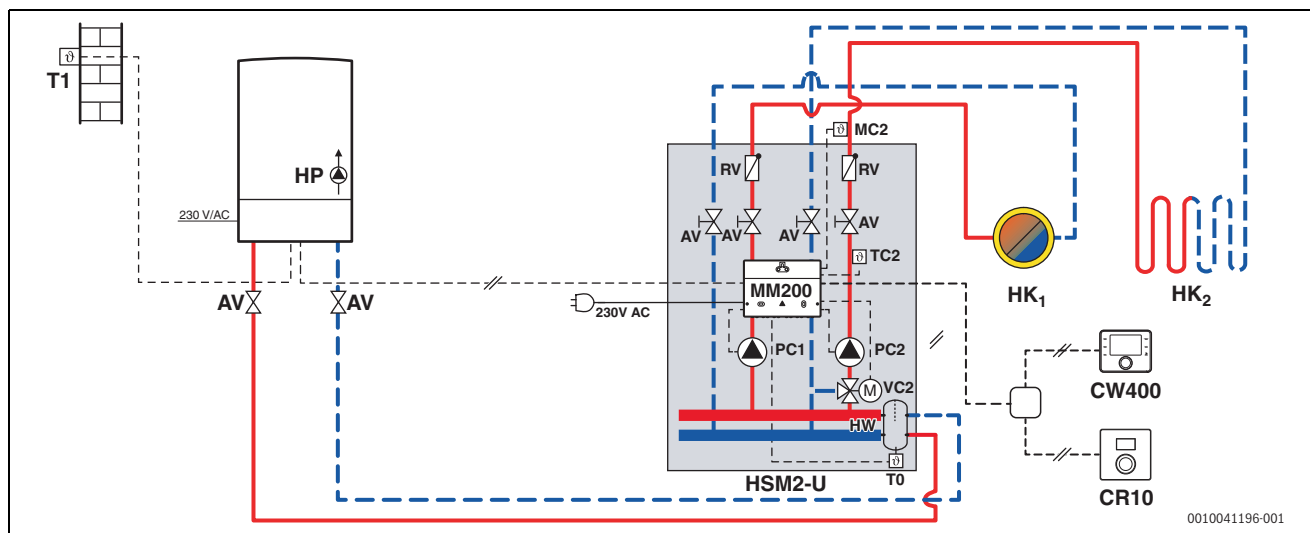 ϑ
T1
HP
230 V/AC
AV
AV
ϑ
MC2
RV
RV
AV
AV
AV
AV
ϑ
TC2
MM200
230V AC
PC1
PC2
M
VC2
HW
ϑ
T0
HSM2-U
HK₁
HK₂
CW400
CR10
0010041196-001